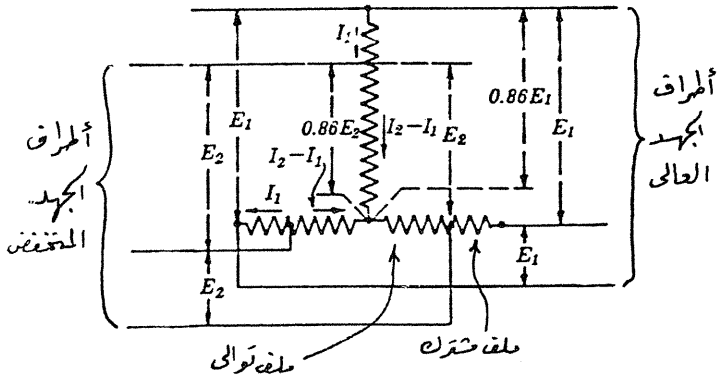 I₁
أطراف
الجهد
العالى
E₁
0.86E₁
E₁
أطراف
الجهد
المنخفض
E₂
0.86E₂
I₂–I₁
E₂
I₂–I₁
I₁
E₂
E₁
ملف توالى
ملف مشترك